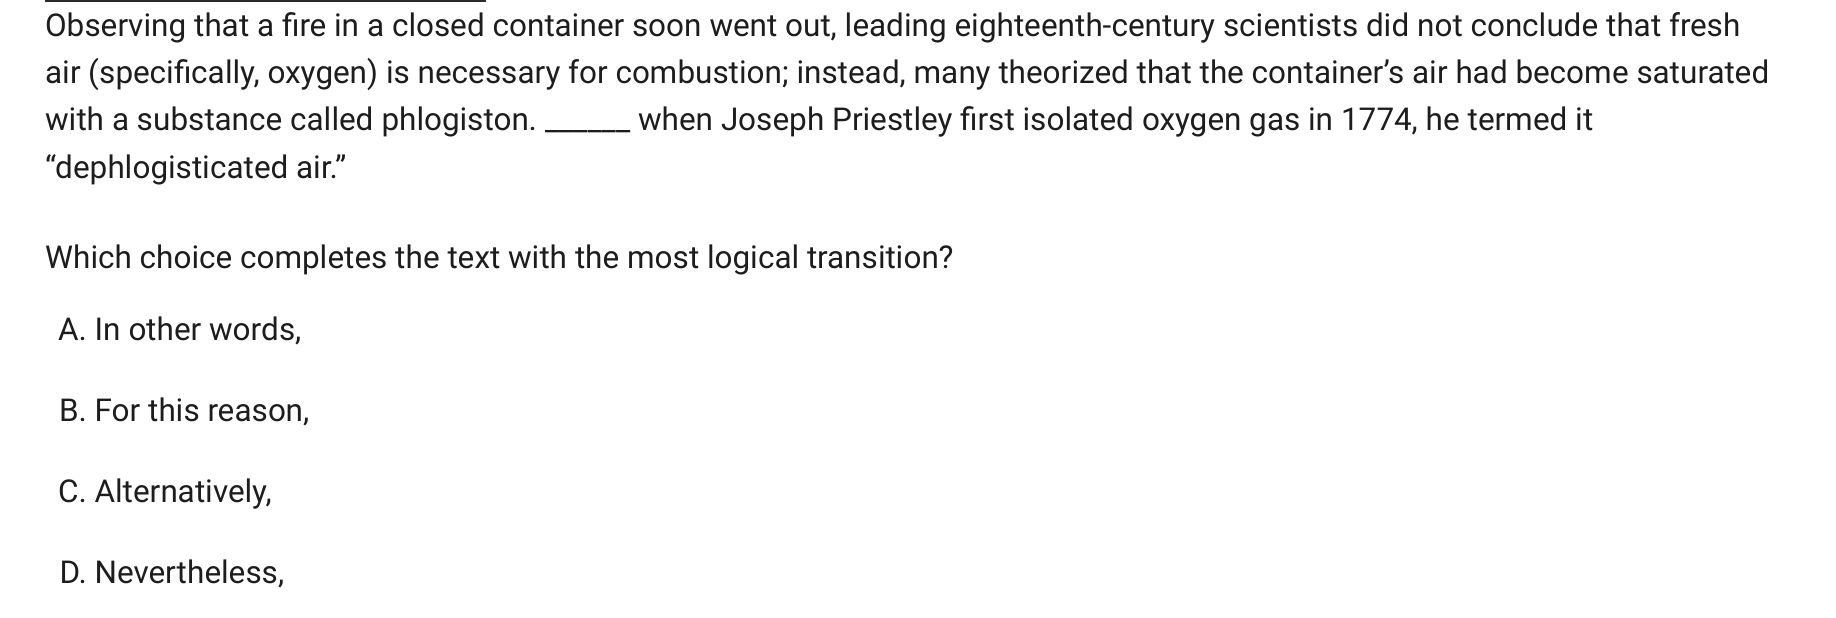 Observing that a fire in a closed container soon went out, leading eighteenth-century scientists did not conclude that fresh
air (specifically, oxygen) is necessary for combustion; instead, many theorized that the container’s air had become saturated
with a substance called phlogiston. ______ when Joseph Priestley first isolated oxygen gas in 1774, he termed it
“dephlogisticated air.”
Which choice completes the text with the most logical transition?
A. In other words,
B. For this reason,
C. Alternatively,
D. Nevertheless,